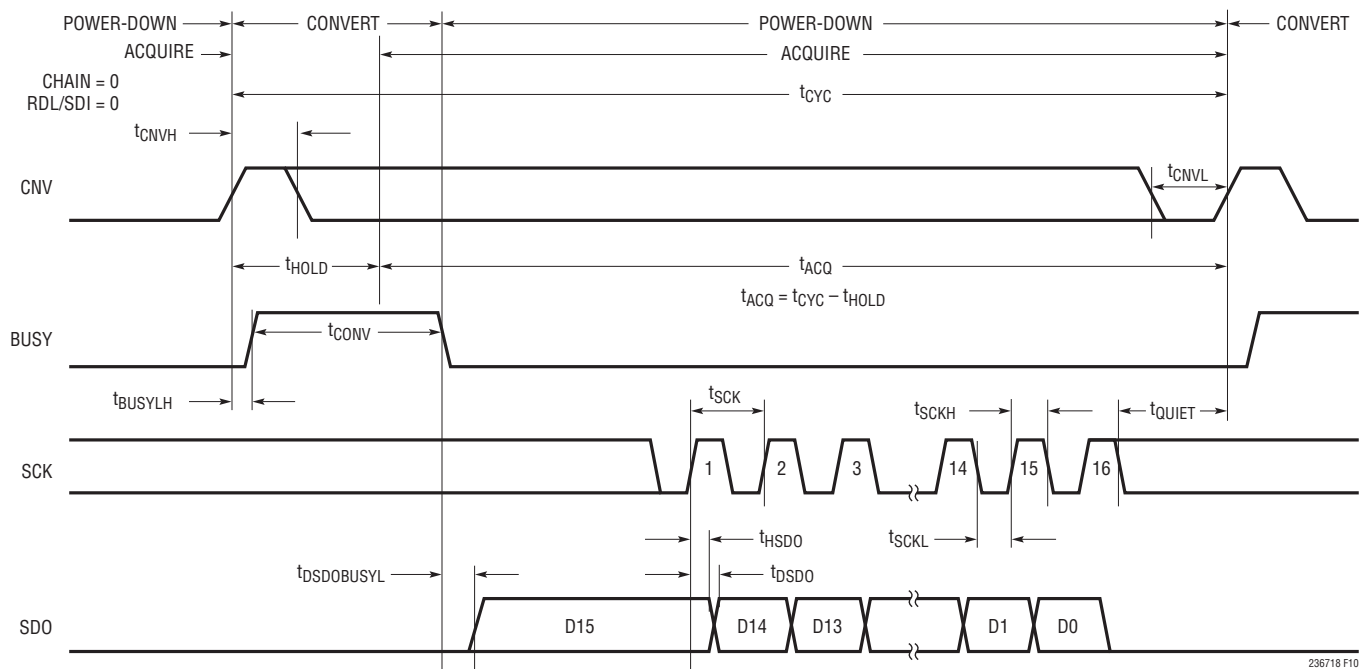 POWER-DOWN CONVERT POWER-DOWN CONVERT
ACQUIRE ACQUIRE
CHAIN = 0
RDL/SDI = 0
tCYC
tCNVH
CNV
tCNVL
tHOLD tACQ
tACQ = tCYC – tHOLD
BUSY
tCONV
tBUSYLH
tSCK tSCKH tQUIET
SCK 1 2 3 14 15 16
tHSDO tSCKL
tDSDOBUSYL tDSDO
SDO D15 D14 D13 D1 D0
236718 F10